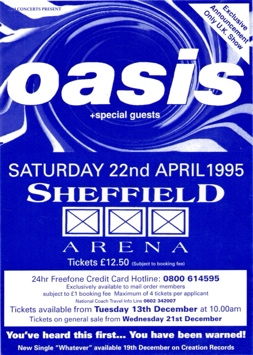 CONCERTS PRESENT
Exclusive
Announcement
Only U.K. Show
oasis
+special guests
SATURDAY 22nd APRIL 1995
SHEFFIELD
ARENA
Tickets £12.50 (Subject to booking fee)
24hr Freefone Credit Card Hotline: 0800 614595
Exclusively available to mail order members
subject to £1 booking fee Maximum of 4 tickets per applicant
National Coach Travel Info Line 0602 342007
Tickets available from Tuesday 13th December at 10.00am
Tickets on general sale from Wednesday 21st December
You've heard this first... You have been warned!
New Single "Whatever" available 19th December on Creation Records